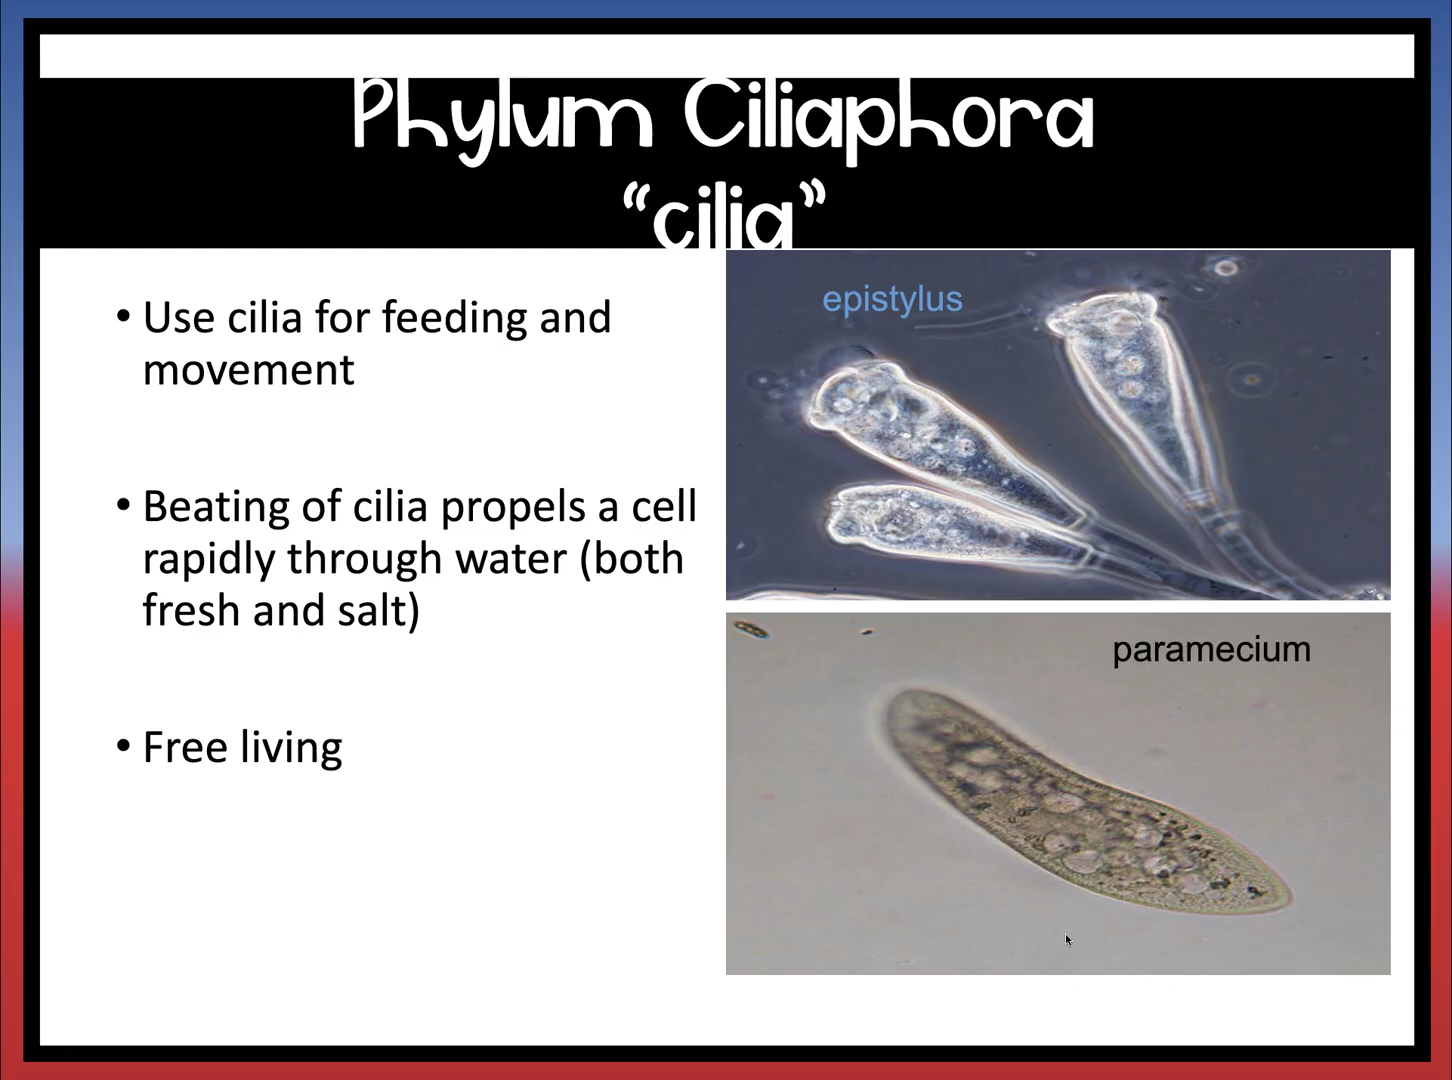 Phylum Ciliaphora
“cilia”
• Use cilia for feeding and
movement
• Beating of cilia propels a cell
rapidly through water (both
fresh and salt)
• Free living
epistylus
paramecium